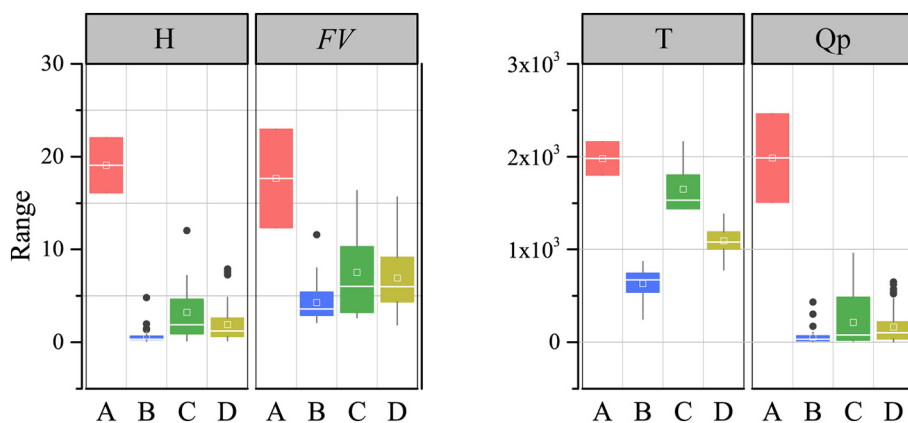 H FV T Qp
30 3x10³
20 2x10³
10 1x10³
0 0
Range
A B C D A B C D A B C D A B C D